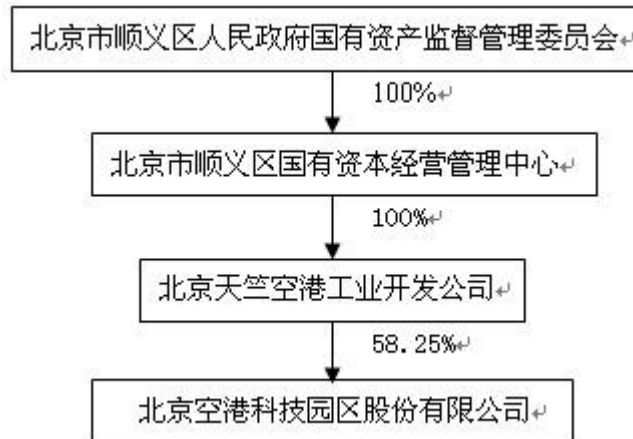 北京市顺义区人民政府国有资产监督管理委员会
100%
北京市顺义区国有资本经营管理中心
100%
北京天竺空港工业开发公司
58.25%
北京空港科技园区股份有限公司